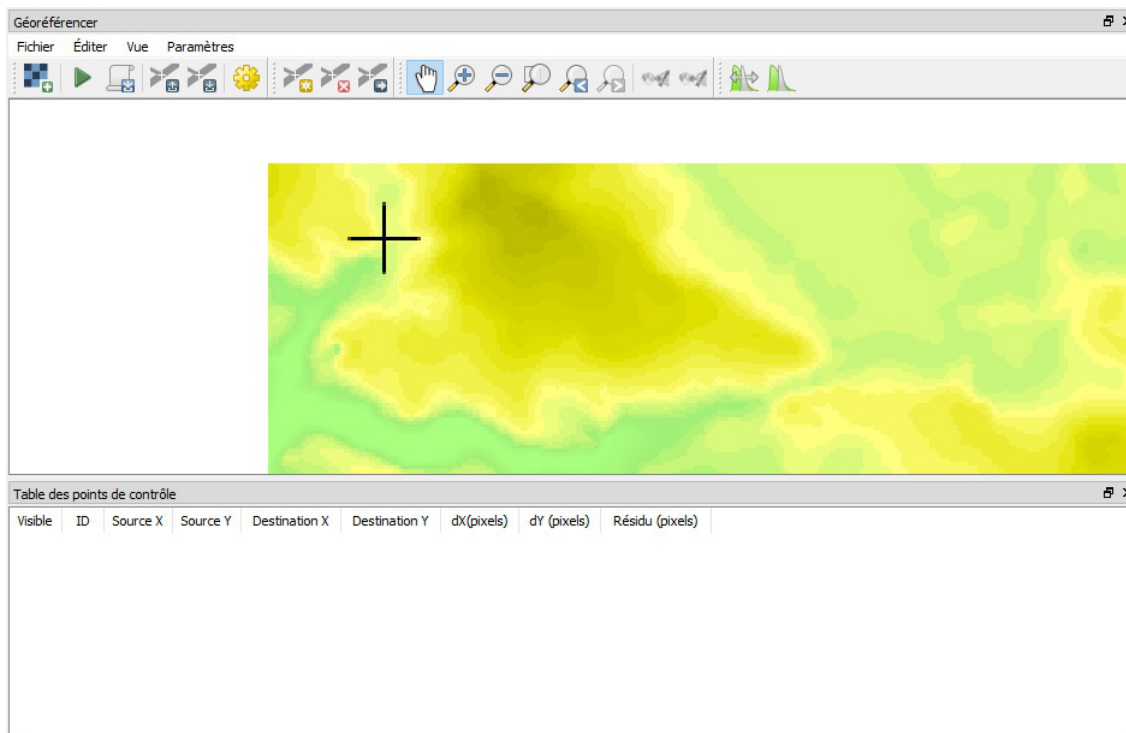 Géoréférencer
Fichier Éditer Vue Paramètres
Table des points de contrôle
Visible ID Source X Source Y Destination X Destination Y dX(pixels) dY (pixels) Résidu (pixels)